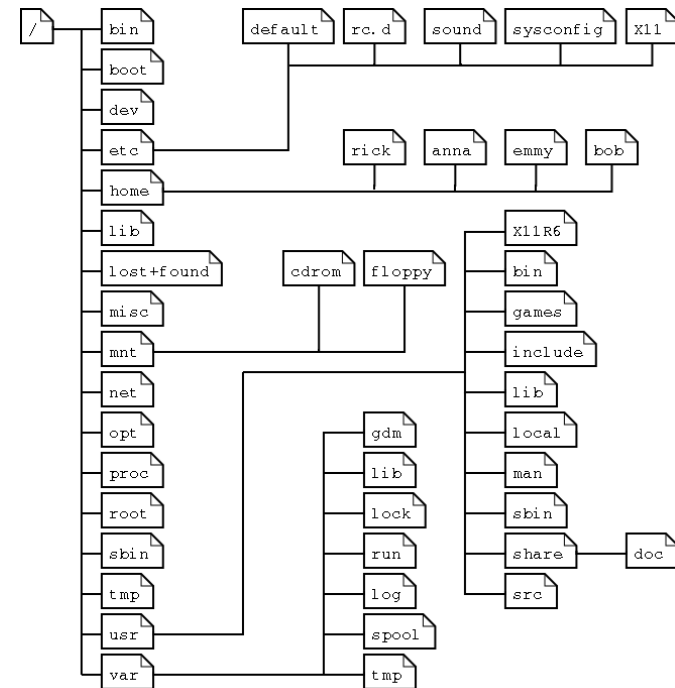 /
bin
default
rc.d
sound
sysconfig
X11
boot
dev
etc
rick
anna
emmy
bob
home
lib
X11R6
lost+found
cdrom
floppy
bin
misc
games
mnt
include
net
lib
opt
gdm
local
proc
lib
man
root
lock
sbin
sbin
run
share
doc
tmp
log
src
usr
spool
var
tmp